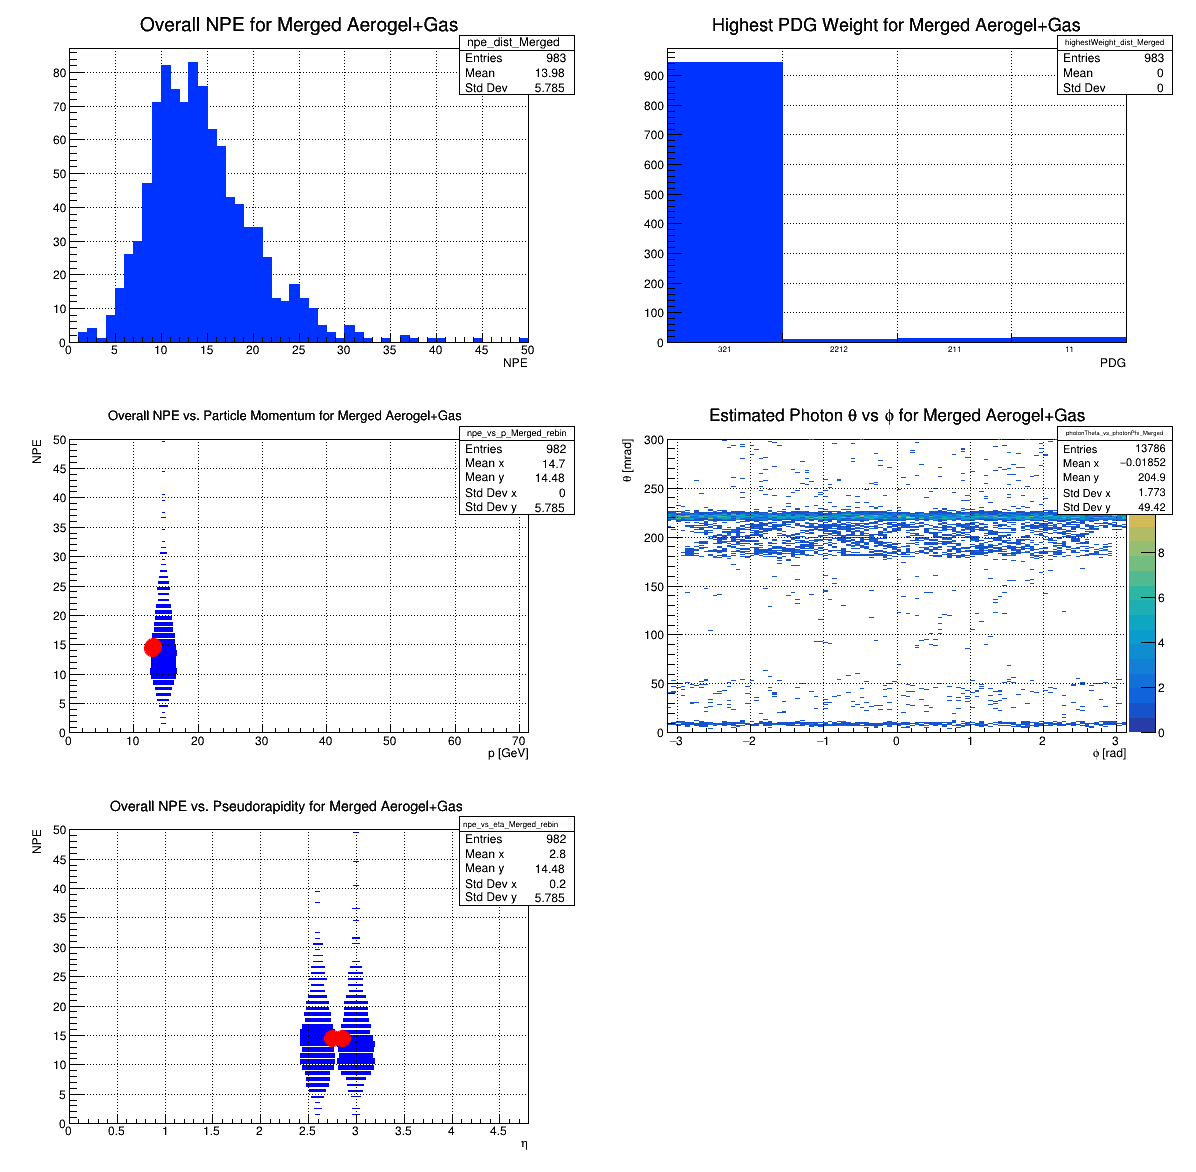 Overall NPE for Merged Aerogel+Gas
npe_dist_Merged
Entries 983
Mean 13.98
Std Dev 5.785
80
70
60
50
40
30
20
10
0
0 5 10 15 20 25 30 35 40 45 50
NPE
Highest PDG Weight for Merged Aerogel+Gas
highestWeight_dist_Merged
Entries 983
Mean 0
Std Dev 0
900
800
700
600
500
400
300
200
100
0
321 2212 211 11
PDG
Overall NPE vs. Particle Momentum for Merged Aerogel+Gas
NPE
npe_vs_p_Merged_rebin
Entries 982
Mean x 14.7
Mean y 14.48
Std Dev x 0
Std Dev y 5.785
50
45
40
35
30
25
20
15
10
5
0
0 10 20 30 40 50 60 70
p [GeV]
Estimated Photon θ vs ϕ for Merged Aerogel+Gas
θ [mrad]
photonTheta_vs_photonPhi_Merged
Entries 13786
Mean x −0.01852
Mean y 204.9
Std Dev x 1.773
Std Dev y 49.42
300
250
200
150
100
50
0
−3 −2 −1 0 1 2 3
ϕ [rad]
8
6
4
2
0
Overall NPE vs. Pseudorapidity for Merged Aerogel+Gas
NPE
npe_vs_eta_Merged_rebin
Entries 982
Mean x 2.8
Mean y 14.48
Std Dev x 0.2
Std Dev y 5.785
50
45
40
35
30
25
20
15
10
5
0
0 0.5 1 1.5 2 2.5 3 3.5 4 4.5
η